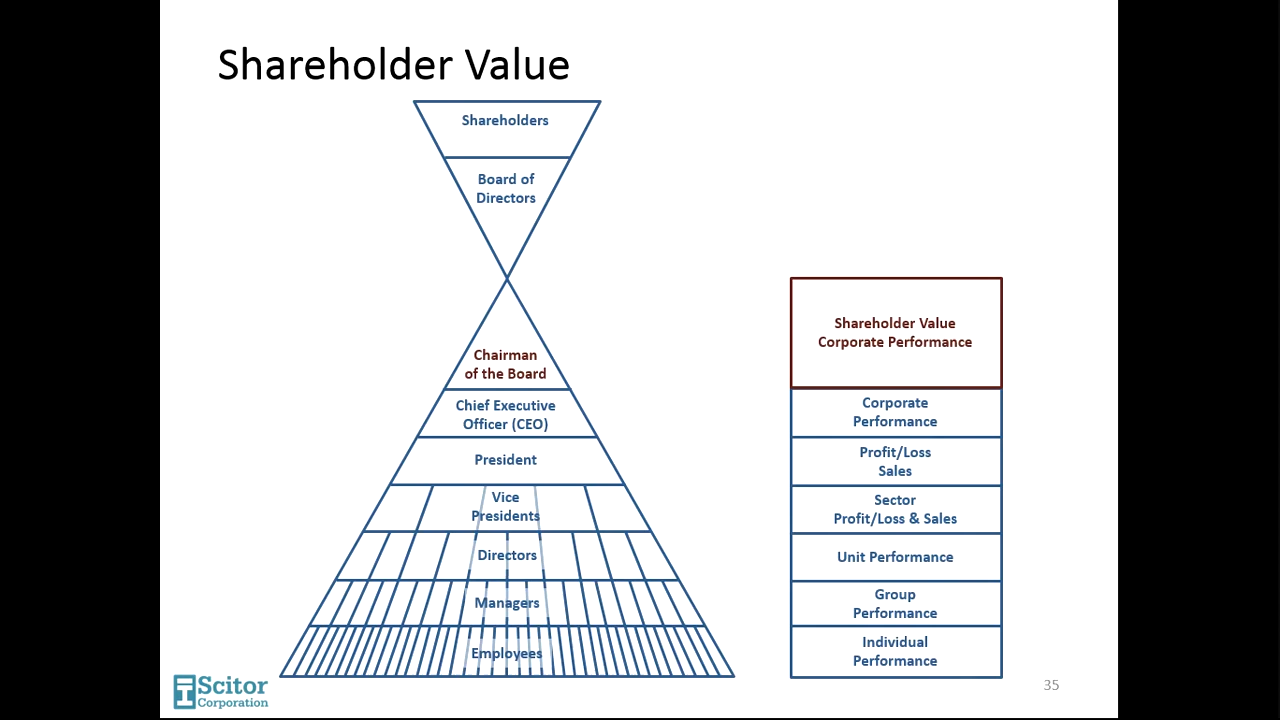 Shareholder Value
Shareholders
Board of
Directors
Chairman
of the Board
Chief Executive
Officer (CEO)
President
Vice
Presidents
Directors
Managers
Employees
Shareholder Value
Corporate Performance
Corporate
Performance
Profit/Loss
Sales
Sector
Profit/Loss & Sales
Unit Performance
Group
Performance
Individual
Performance
Scitor
Corporation
35